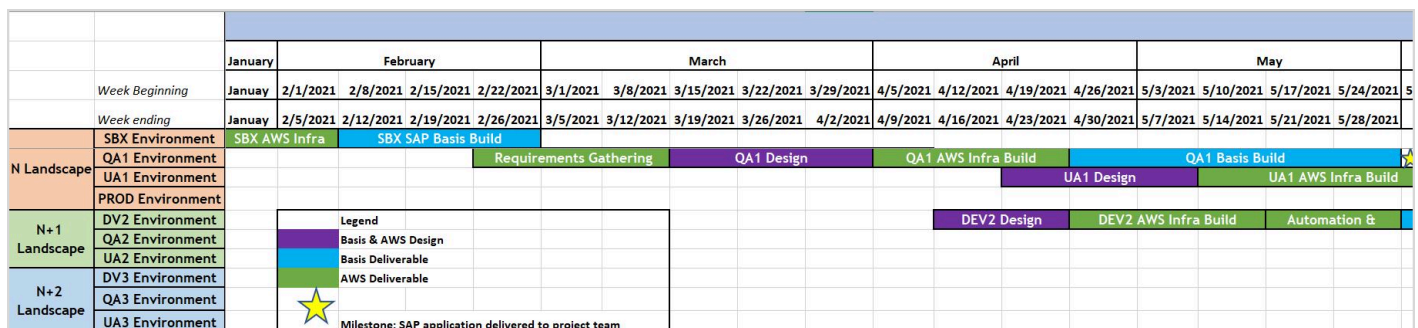 January February March April May
Week Beginning Januay 2/1/2021 2/8/2021 2/15/2021 2/22/2021 3/1/2021 3/8/2021 3/15/2021 3/22/2021 3/29/2021 4/5/2021 4/12/2021 4/19/2021 4/26/2021 5/3/2021 5/10/2021 5/17/2021 5/24/2021 5
Week ending Januay 2/5/2021 2/12/2021 2/19/2021 2/26/2021 3/5/2021 3/12/2021 3/19/2021 3/26/2021 4/2/2021 4/9/2021 4/16/2021 4/23/2021 4/30/2021 5/7/2021 5/14/2021 5/21/2021 5/28/2021
N Landscape
SBX Environment SBX AWS Infra SBX SAP Basis Build
QA1 Environment Requirements Gathering QA1 Design QA1 AWS Infra Build QA1 Basis Build
UA1 Environment UA1 Design UA1 AWS Infra Build
PROD Environment
N+1
Landscape
DV2 Environment DEV2 Design DEV2 AWS Infra Build Automation &
QA2 Environment
UA2 Environment
N+2
Landscape
DV3 Environment
QA3 Environment
UA3 Environment
Legend
Basis & AWS Design
Basis Deliverable
AWS Deliverable
Milestone: SAP application delivered to project team